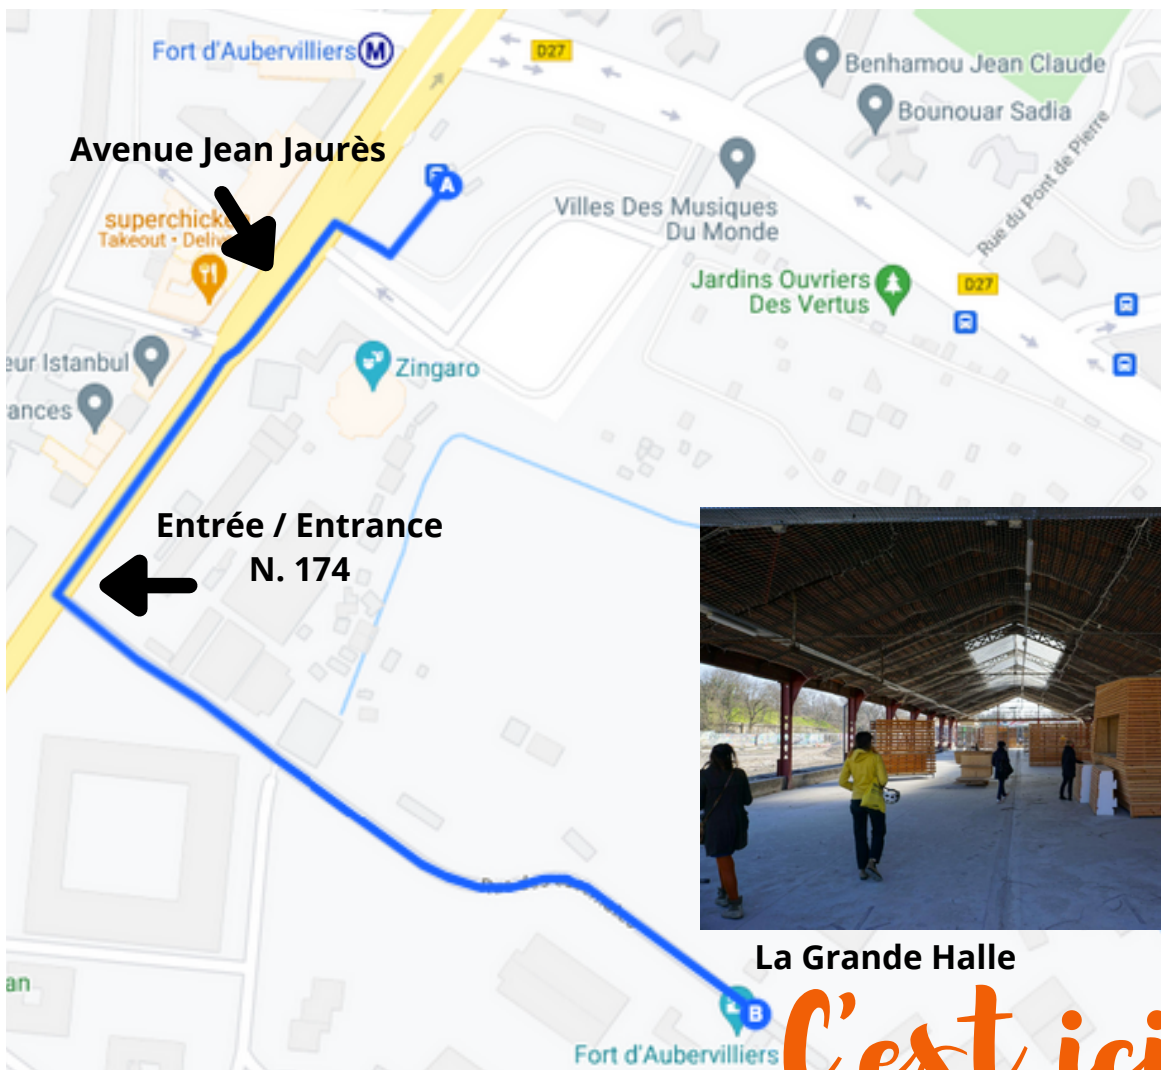 Fort d'Aubervilliers M
D27
Benhamou Jean Claude
Bounouar Sadia
Avenue Jean Jaurès
A
Rue du Pont de Pierre
superchicke
Takeout • Deliv
Villes Des Musiques
Du Monde
Jardins Ouvriers
Des Vertus
D27
eur Istanbul
Zingaro
ances
Entrée / Entrance
N. 174
La Grande Halle
an
B
Fort d'Aubervilliers
C'est ici